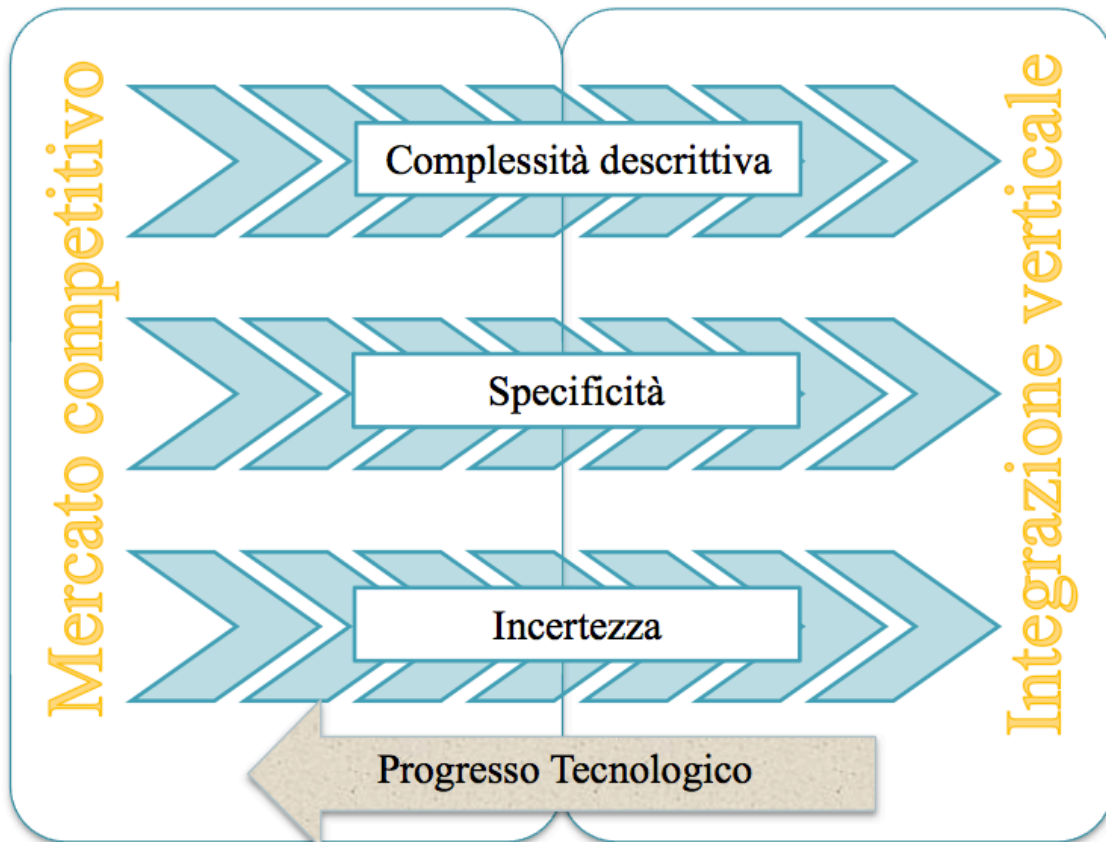 Mercato competitivo
Complessità descrittiva
Specificità
Incertezza
Progresso Tecnologico
Integrazione verticale